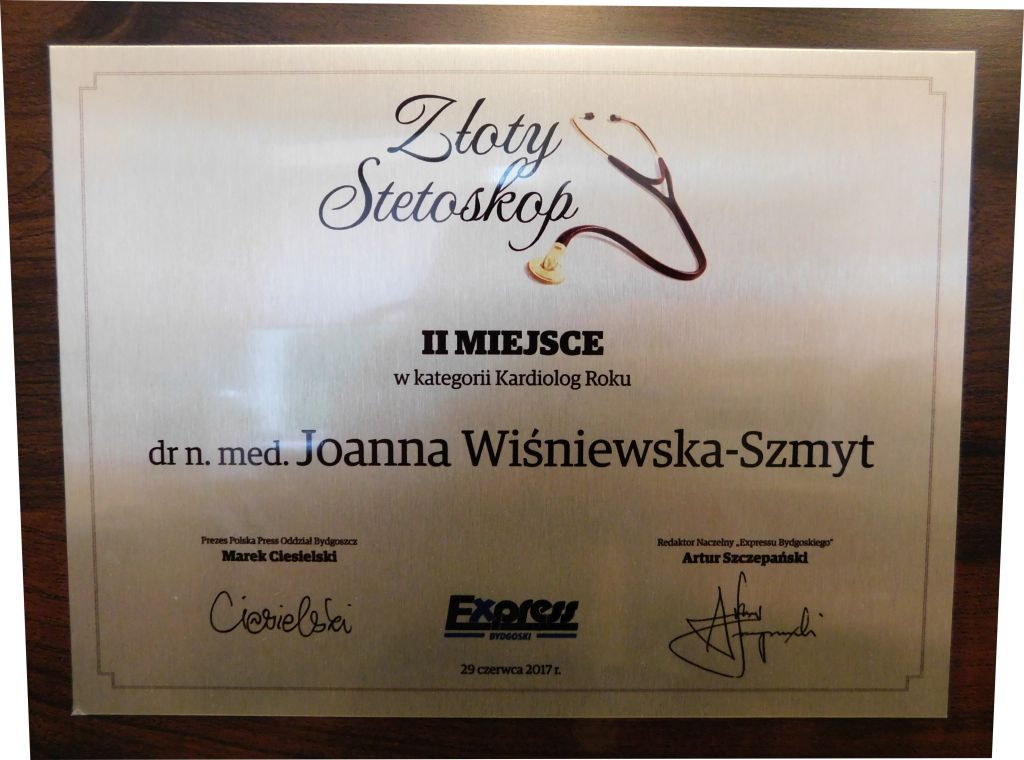 Złoty
Stetoskop
II MIEJSCE
w kategorii Kardiolog Roku
dr n. med. Joanna Wiśniewska-Szmyt
Prezes Polska Press Oddział Bydgoszcz
Marek Ciesielski
Redaktor Naczelny „Expressu Bydgoskiego"
Artur Szczepański
Ciesielski
Express
BYDGOSKI
29 czerwca 2017 r.